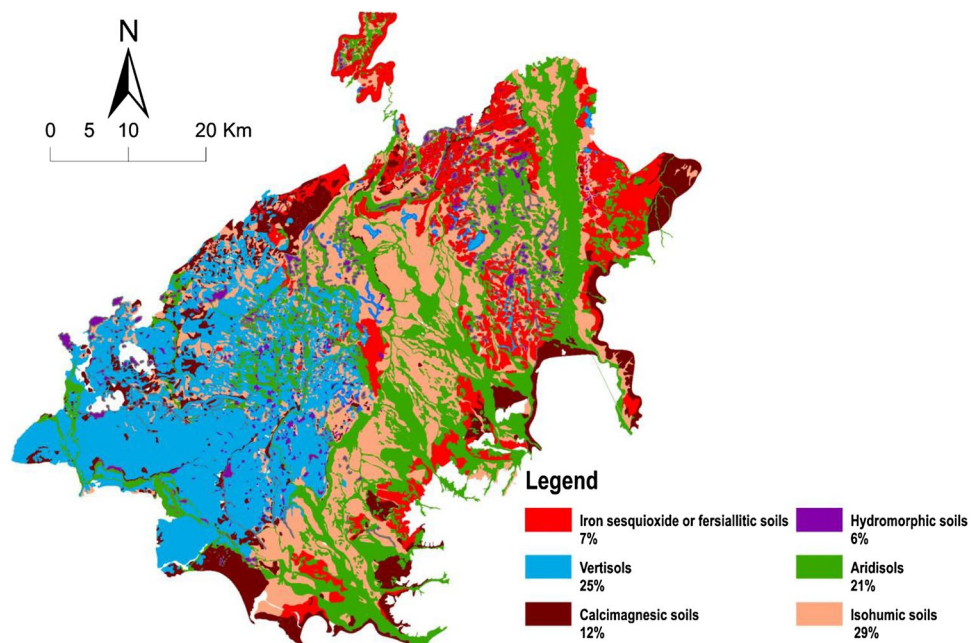 N
0 5 10 20 Km
Legend
Iron sesquioxide or fersiallitic soils
7%
Vertisols
25%
Calcimagnesic soils
12%
Hydromorphic soils
6%
Aridisols
21%
Isohumic soils
29%